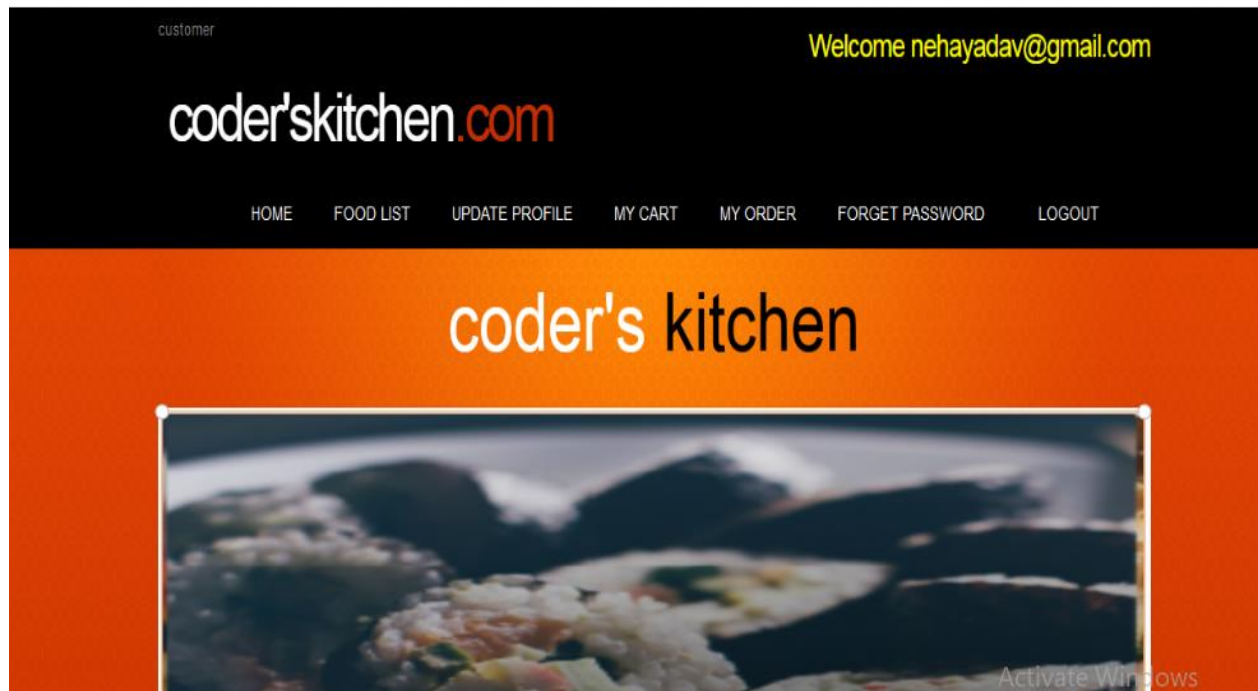 customer
Welcome nehayadav@gmail.com
coder'skitchen.com
HOME FOOD LIST UPDATE PROFILE MY CART MY ORDER FORGET PASSWORD LOGOUT
coder's kitchen
Activate Windows